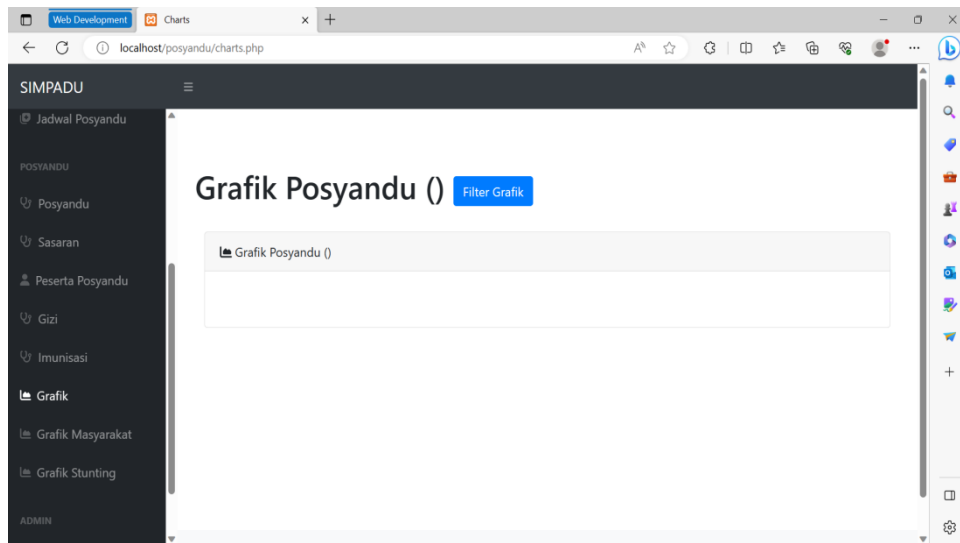 Web Development
Charts
localhost/posyandu/charts.php
SIMPADU
Jadwal Posyandu
POSYANDU
Posyandu
Sasaran
Peserta Posyandu
Gizi
Imunisasi
Grafik
Grafik Masyarakat
Grafik Stunting
ADMIN
Grafik Posyandu () Filter Grafik
Grafik Posyandu ()